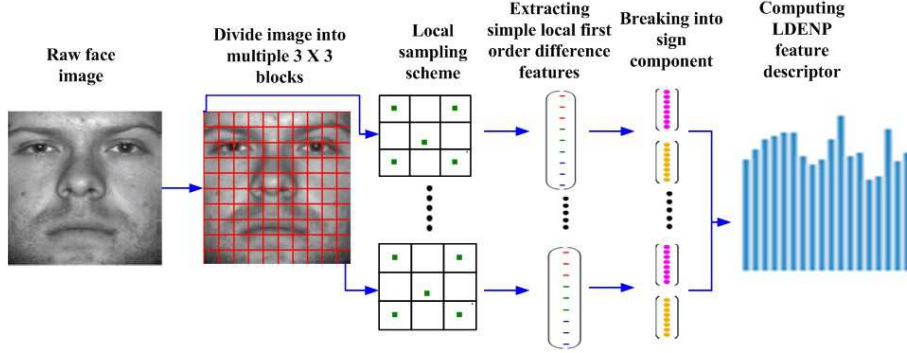 Raw face
image
Divide image into
multiple 3 X 3
blocks
Local
sampling
scheme
Extracting
simple local first
order difference
features
Breaking into
sign
component
Computing
LDENP
feature
descriptor